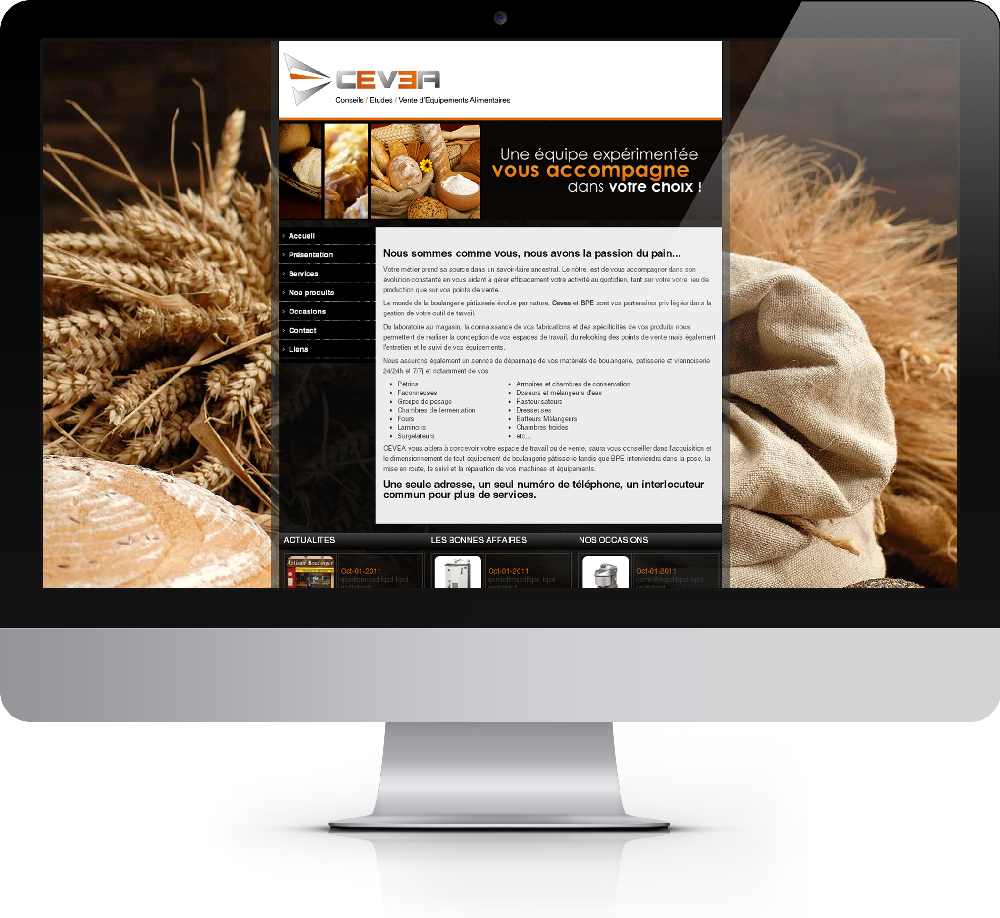 CEVEA
Conseils / Etudes / Vente d'Equipements Alimentaires
Une équipe expérimentée
vous accompagne
dans votre choix !
› Accueil
› Présentation
› Services
› Nos produits
› Occasions
› Contact
› Liens
Nous sommes comme vous, nous avons la passion du pain...
Votre métier prend sa source dans un savoir-faire ancestral. Le nôtre, est de vous accompagner dans son
évolution constante en vous aidant à gérer efficacement votre activité au quotidien, tant sur votre lieu de
production que sur vos points de vente.
Le monde de la boulangerie pâtisserie évolue par nature, Cevea et BPE sont vos partenaires privilégiés dans la
gestion de votre outil de travail.
Du laboratoire au magasin, la connaissance de vos fabrications et des spécificités de vos produits nous
permettent de réaliser la conception de vos espaces de travail, du relooking des points de vente mais également
l'entretien et le suivi de vos équipements.
Nous assurons également un service de dépannage de vos matériels de boulangerie, pâtisserie et viennoiserie
24/24h et 7/7j et notamment de vos
• Pétrins
• Façonneuses
• Groupe de pesage
• Chambres de fermentation
• Fours
• Laminoirs
• Surgélateurs
• Armoires et chambres de conservation
• Doseurs et mélangeurs d'eau
• Pasteurisateurs
• Dresseuses
• Batteurs Mélangeurs
• Chambres froides
• etc...
CEVEA vous aidera à concevoir votre espace de travail ou de vente, saura vous conseiller dans l'acquisition et
le dimensionnement de tout équipement de boulangerie pâtisserie tandis que BPE interviendra dans la pose, la
mise en route, le suivi et la réparation de vos machines et équipements.
Une seule adresse, un seul numéro de téléphone, un interlocuteur
commun pour plus de services.
ACTUALITES
LES BONNES AFFAIRES
NOS OCCASIONS
Artisan Boulanger
Oct-01-2011
Oct-01-2011
Oct-01-2011